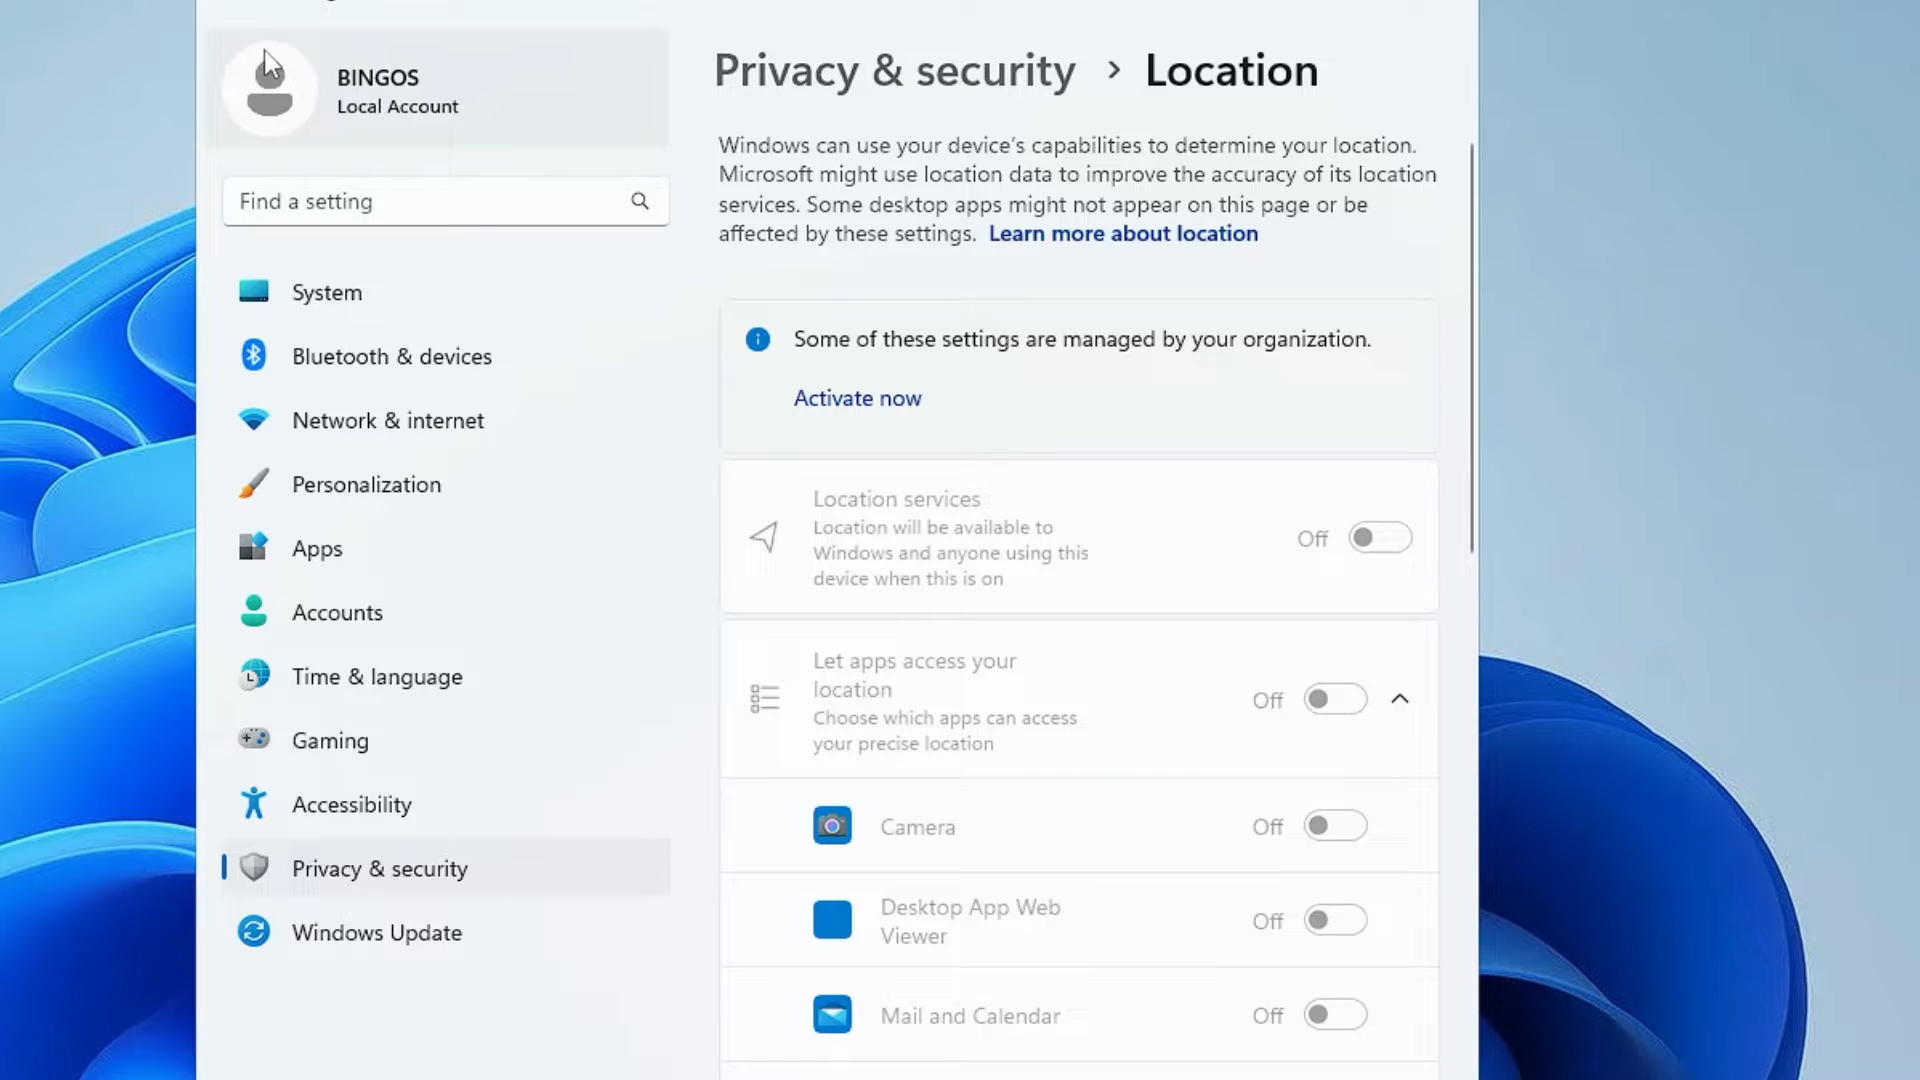 BINGOS
Local Account
Find a setting
System
Bluetooth & devices
Network & internet
Personalization
Apps
Accounts
Time & language
Gaming
Accessibility
Privacy & security
Windows Update
Privacy & security > Location
Windows can use your device's capabilities to determine your location.
Microsoft might use location data to improve the accuracy of its location
services. Some desktop apps might not appear on this page or be
affected by these settings. Learn more about location
Some of these settings are managed by your organization.
Activate now
Location services
Location will be available to
Windows and anyone using this
device when this is on
Off
Let apps access your
location
Choose which apps can access
your precise location
Off
Camera
Off
Desktop App Web
Viewer
Off
Mail and Calendar
Off